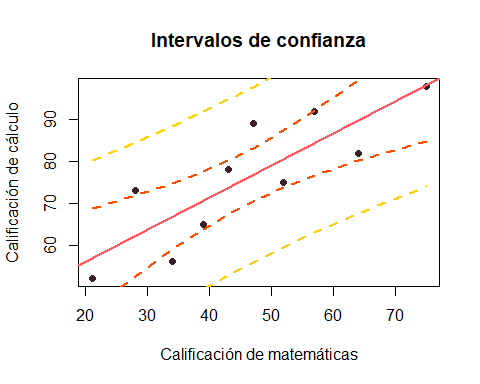 Intervalos de confianza
Calificación de cálculo
90
80
70
60
20 30 40 50 60 70
Calificación de matemáticas